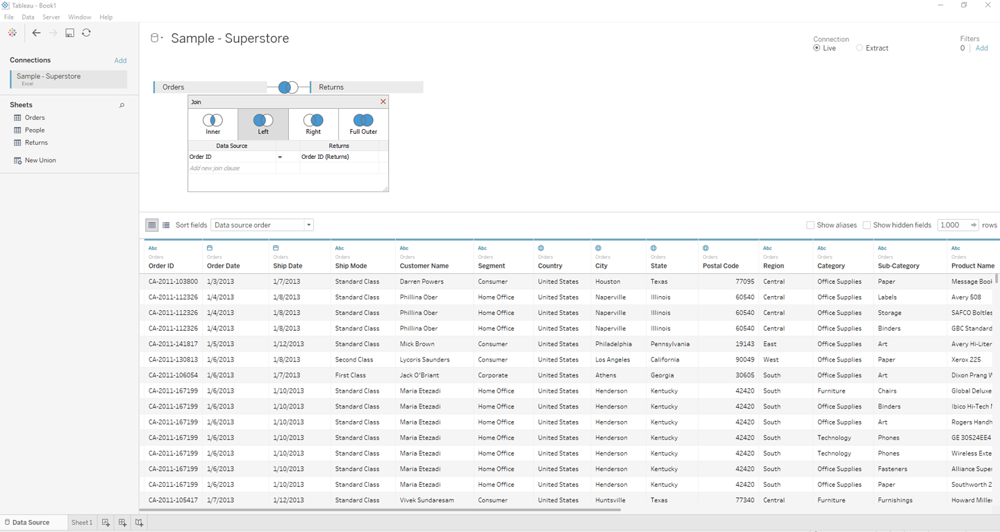 Tableau - Book1
File Data Server Window Help
Connections Add
Sample - Superstore
Excel
Sheets
Orders
People
Returns
New Union
Sample - Superstore
Connection
Live Extract
Filters
0 Add
Orders Returns
Join
Inner Left Right Full Outer
Data Source Returns
Order ID = Order ID (Returns)
Add new join clause
Sort fields Data source order Show aliases Show hidden fields 1,000 rows
Abc Abc Abc Abc Abc Abc Abc Abc
Orders Orders Orders Orders Orders Orders Orders Orders Orders Orders Orders Orders Orders Orders
Order ID Order Date Ship Date Ship Mode Customer Name Segment Country City State Postal Code Region Category Sub-Category Product Name
CA-2011-103800 1/3/2013 1/7/2013 Standard Class Darren Powers Consumer United States Houston Texas 77095 Central Office Supplies Paper Message Book
CA-2011-112326 1/4/2013 1/8/2013 Standard Class Phillina Ober Home Office United States Naperville Illinois 60540 Central Office Supplies Labels Avery 508
CA-2011-112326 1/4/2013 1/8/2013 Standard Class Phillina Ober Home Office United States Naperville Illinois 60540 Central Office Supplies Storage SAFCO Boltles
CA-2011-112326 1/4/2013 1/8/2013 Standard Class Phillina Ober Home Office United States Naperville Illinois 60540 Central Office Supplies Binders GBC Standard
CA-2011-141817 1/5/2013 1/12/2013 Standard Class Mick Brown Consumer United States Philadelphia Pennsylvania 19143 East Office Supplies Art Avery Hi-Liter
CA-2011-130813 1/6/2013 1/8/2013 Second Class Lycoris Saunders Consumer United States Los Angeles California 90049 West Office Supplies Paper Xerox 225
CA-2011-106054 1/6/2013 1/7/2013 First Class Jack O'Briant Corporate United States Athens Georgia 30605 South Office Supplies Art Dixon Prang W
CA-2011-167199 1/6/2013 1/10/2013 Standard Class Maria Etezadi Home Office United States Henderson Kentucky 42420 South Furniture Chairs Global Deluxe
CA-2011-167199 1/6/2013 1/10/2013 Standard Class Maria Etezadi Home Office United States Henderson Kentucky 42420 South Office Supplies Binders Ibico Hi-Tech M
CA-2011-167199 1/6/2013 1/10/2013 Standard Class Maria Etezadi Home Office United States Henderson Kentucky 42420 South Office Supplies Art Rogers Handh
CA-2011-167199 1/6/2013 1/10/2013 Standard Class Maria Etezadi Home Office United States Henderson Kentucky 42420 South Technology Phones GE 30524EE4
CA-2011-167199 1/6/2013 1/10/2013 Standard Class Maria Etezadi Home Office United States Henderson Kentucky 42420 South Technology Phones Wireless Exte
CA-2011-167199 1/6/2013 1/10/2013 Standard Class Maria Etezadi Home Office United States Henderson Kentucky 42420 South Office Supplies Fasteners Alliance Super
CA-2011-167199 1/6/2013 1/10/2013 Standard Class Maria Etezadi Home Office United States Henderson Kentucky 42420 South Office Supplies Paper Southworth 2
CA-2011-105417 1/7/2013 1/12/2013 Standard Class Vivek Sundaresam Consumer United States Huntsville Texas 77340 Central Furniture Furnishings Howard Miller
Data Source Sheet 1